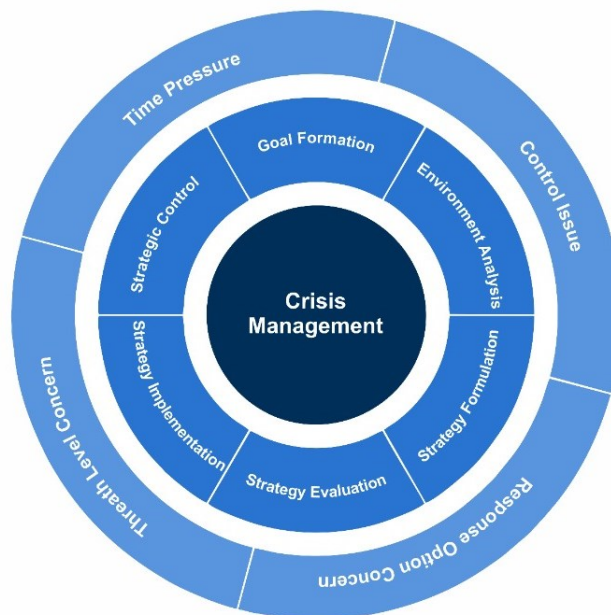 Time Pressure
Control Issue
Response Option Concern
Threath Level Concern
Goal Formation
Environment Analysis
Strategy Formulation
Strategy Evaluation
Strategy Implementation
Strategic Control
Crisis
Management